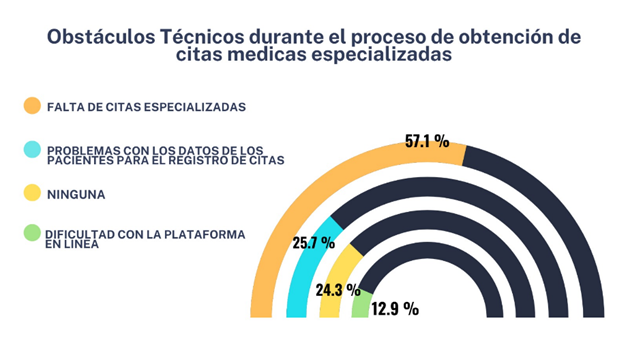 Obstáculos Técnicos durante el proceso de obtención de
citas medicas especializadas
FALTA DE CITAS ESPECIALIZADAS
PROBLEMAS CON LOS DATOS DE LOS
PACIENTES PARA EL REGISTRO DE CITAS
NINGUNA
DIFICULTAD CON LA PLATAFORMA
EN LÍNEA
57.1 %
25.7 %
24.3 %
12.9 %